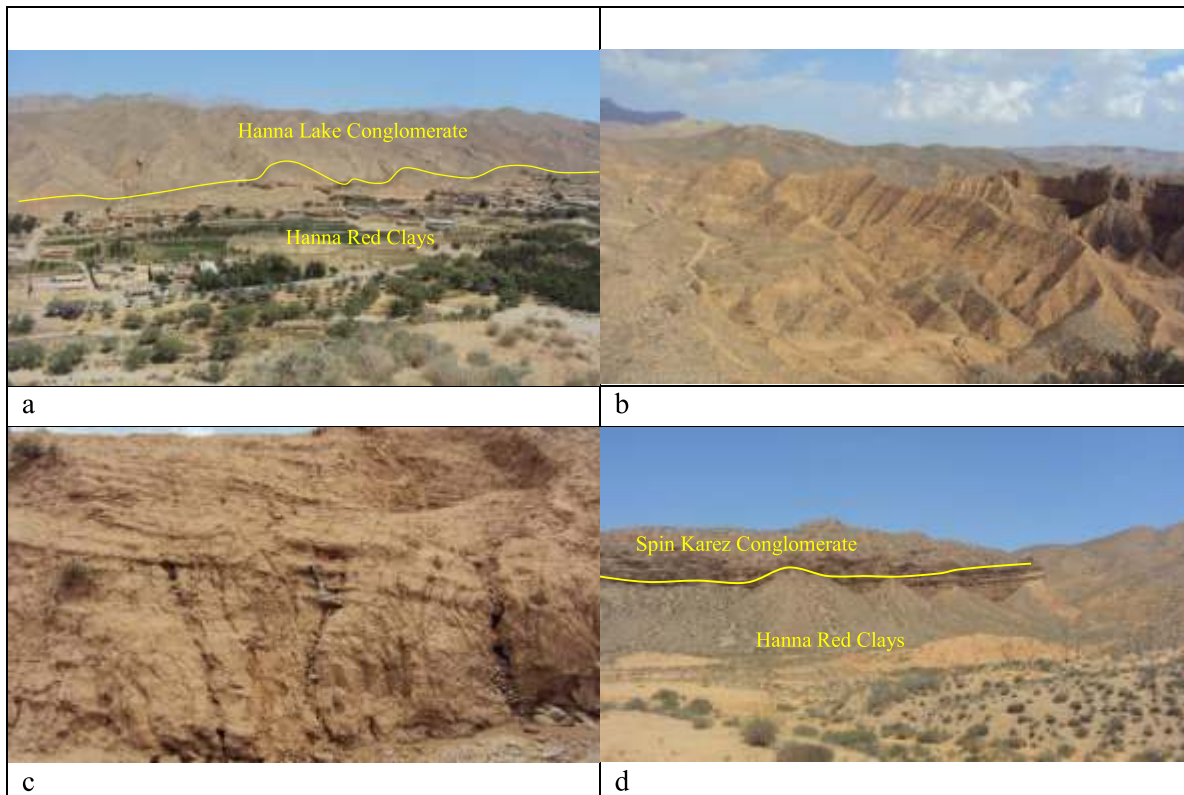 Hanna Lake Conglomerate
Hanna Red Clays
a
b
Spin Karez Conglomerate
Hanna Red Clays
c
d